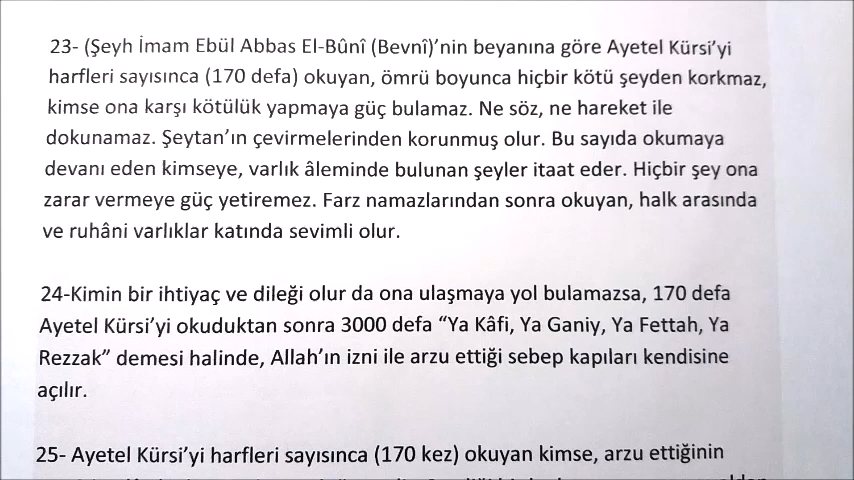 23- (Şeyh İmam Ebül Abbas El-Bûnî (Bevnî)’nin beyanına göre Ayetel Kürsi’yi
harfleri sayısınca (170 defa) okuyan, ömrü boyunca hiçbir kötü şeyden korkmaz,
kimse ona karşı kötülük yapmaya güç bulamaz. Ne söz, ne hareket ile
dokunamaz. Şeytan’ın çevirmelerinden korunmuş olur. Bu sayıda okumaya
devanı eden kimseye, varlık âleminde bulunan şeyler itaat eder. Hiçbir şey ona
zarar vermeye güç yetiremez. Farz namazlarından sonra okuyan, halk arasında
ve ruhâni varlıklar katında sevimli olur.
24-Kimin bir ihtiyaç ve dileği olur da ona ulaşmaya yol bulamazsa, 170 defa
Ayetel Kürsi’yi okuduktan sonra 3000 defa “Ya Kâfi, Ya Ganiy, Ya Fettah, Ya
Rezzak” demesi halinde, Allah’ın izni ile arzu ettiği sebep kapıları kendisine
açılır.
25- Ayetel Kürsi’yi harfleri sayısınca (170 kez) okuyan kimse, arzu ettiğinin